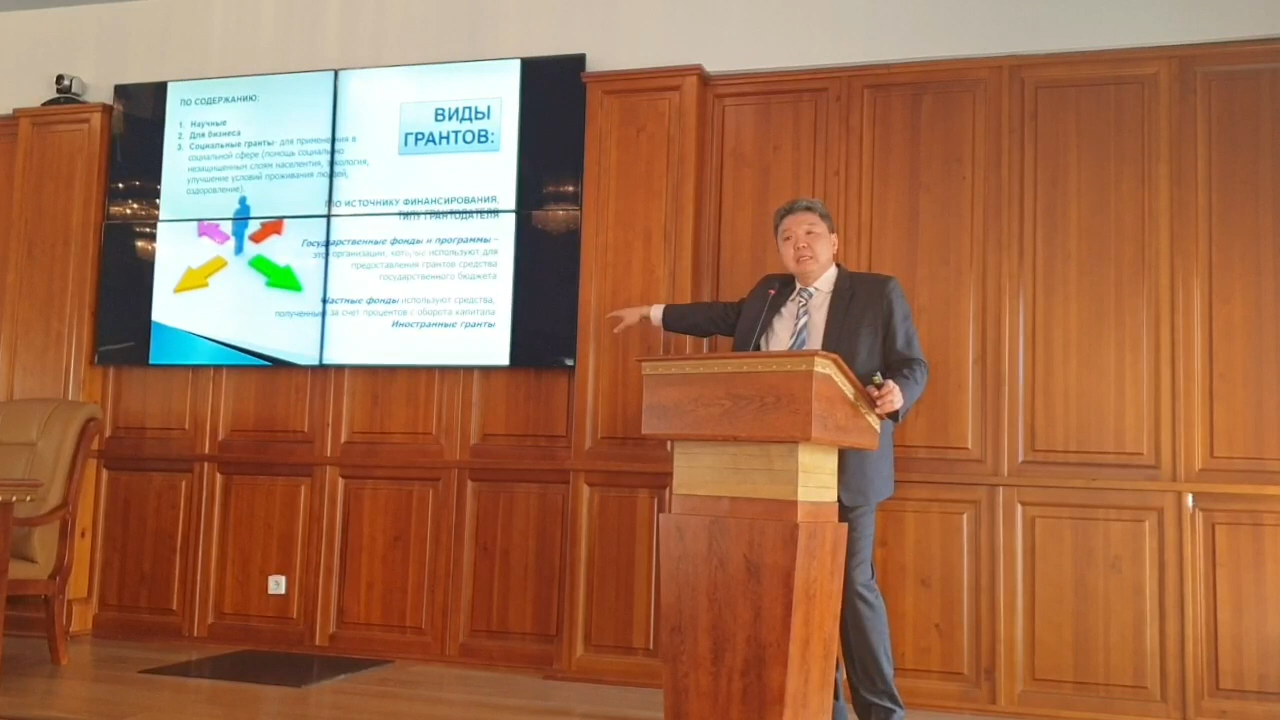 ПО СОДЕРЖАНИЮ:
1. Научные
2. Для бизнеса
3. Социальные гранты- для применения в
социальной сфере (помощь социально
незащищенным слоям населентия, экология,
улучшение условий проживания людей,
оздоровление).
ВИДЫ
ГРАНТОВ:
ПО ИСТОЧНИКУ ФИНАНСИРОВАНИЯ,
ТИПУ ГРАНТОДАТЕЛЯ
Государственные фонды и программы –
это организации, которые используют для
предоставления грантов средства
государственного бюджета
Частные фонды используют средства,
полученные за счет процентов с оборота капитала
Иностранные гранты